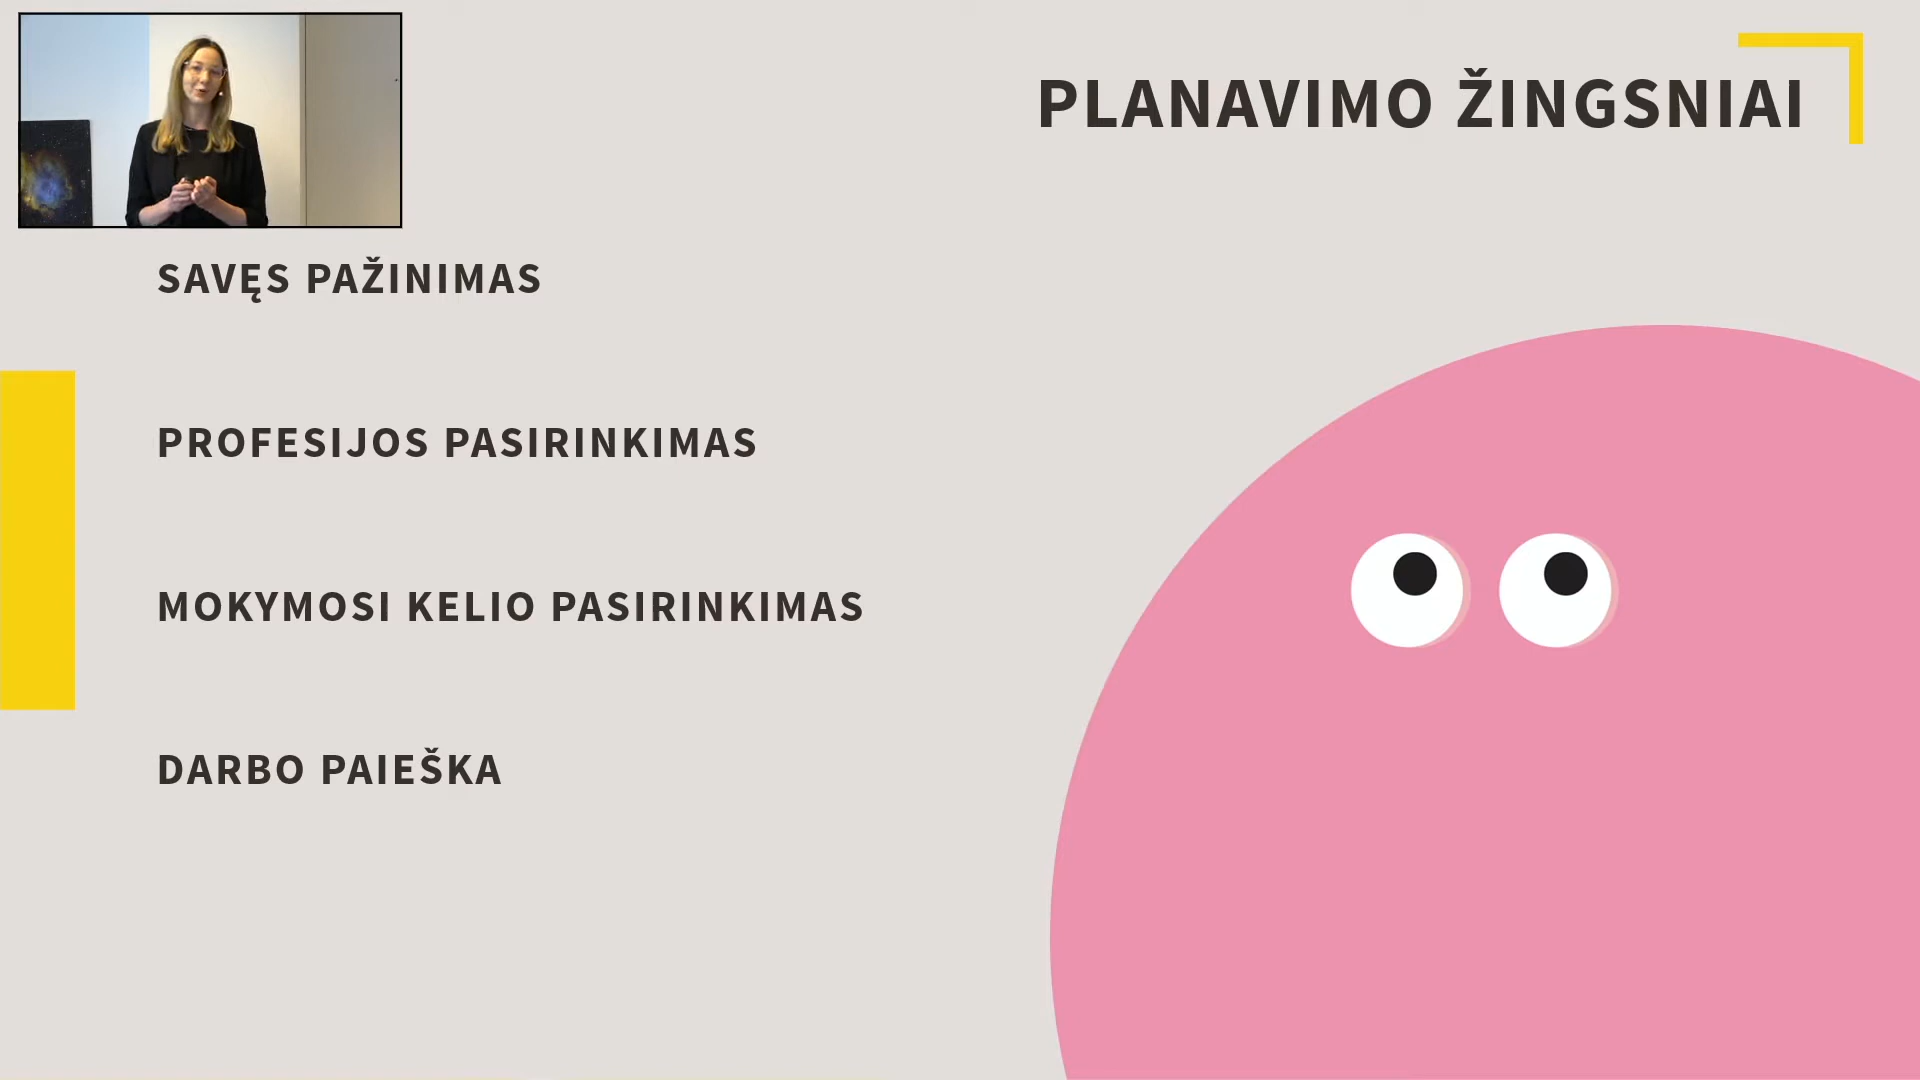 PLANAVIMO ŽINGSNIAI
SAVĘS PAŽINIMAS
PROFESIJOS PASIRINKIMAS
MOKYMOSI KELIO PASIRINKIMAS
DARBO PAIEŠKA